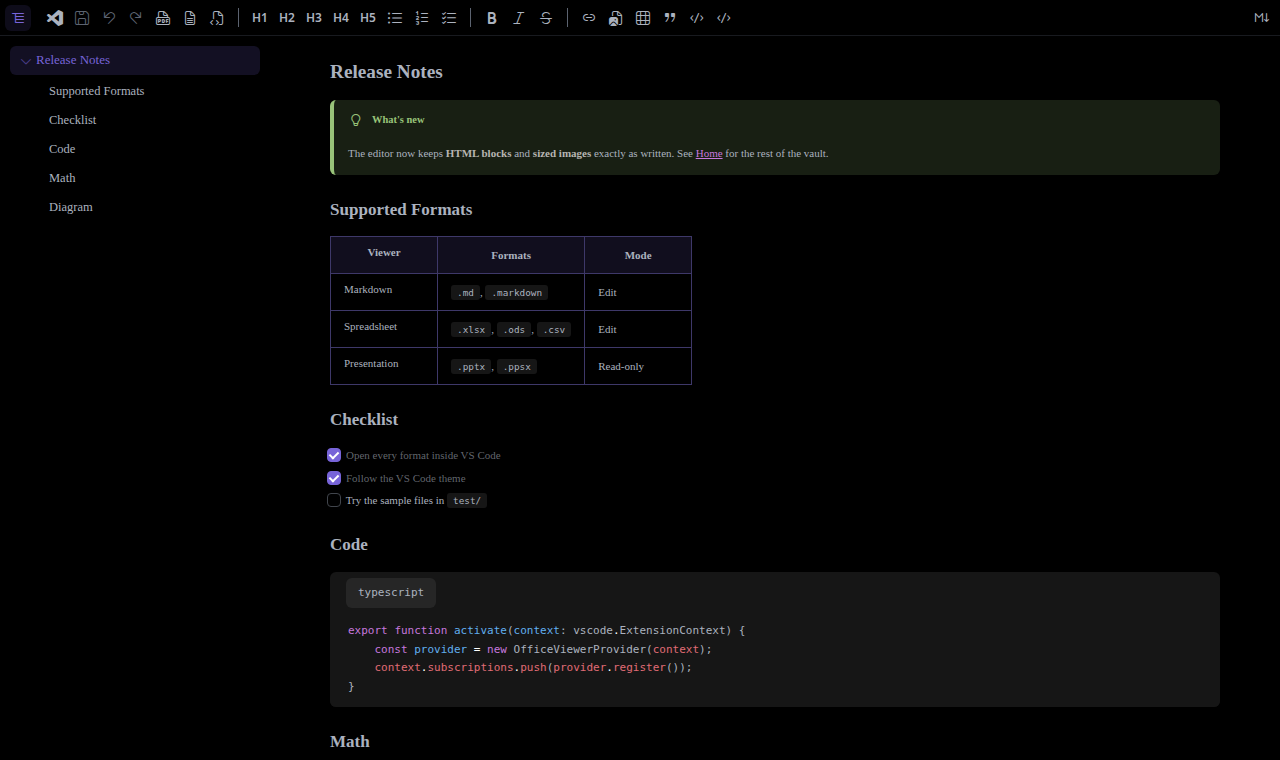 H1 H2 H3 H4 H5 B I S M↓
Release Notes
Supported Formats
Checklist
Code
Math
Diagram
Release Notes
What's new
The editor now keeps HTML blocks and sized images exactly as written. See Home for the rest of the vault.
Supported Formats
Viewer Formats Mode
Markdown .md, .markdown Edit
Spreadsheet .xlsx, .ods, .csv Edit
Presentation .pptx, .ppsx Read-only
Checklist
Open every format inside VS Code
Follow the VS Code theme
Try the sample files in test/
Code
typescript
export function activate(context: vscode.ExtensionContext) {
    const provider = new OfficeViewerProvider(context);
    context.subscriptions.push(provider.register());
}
Math